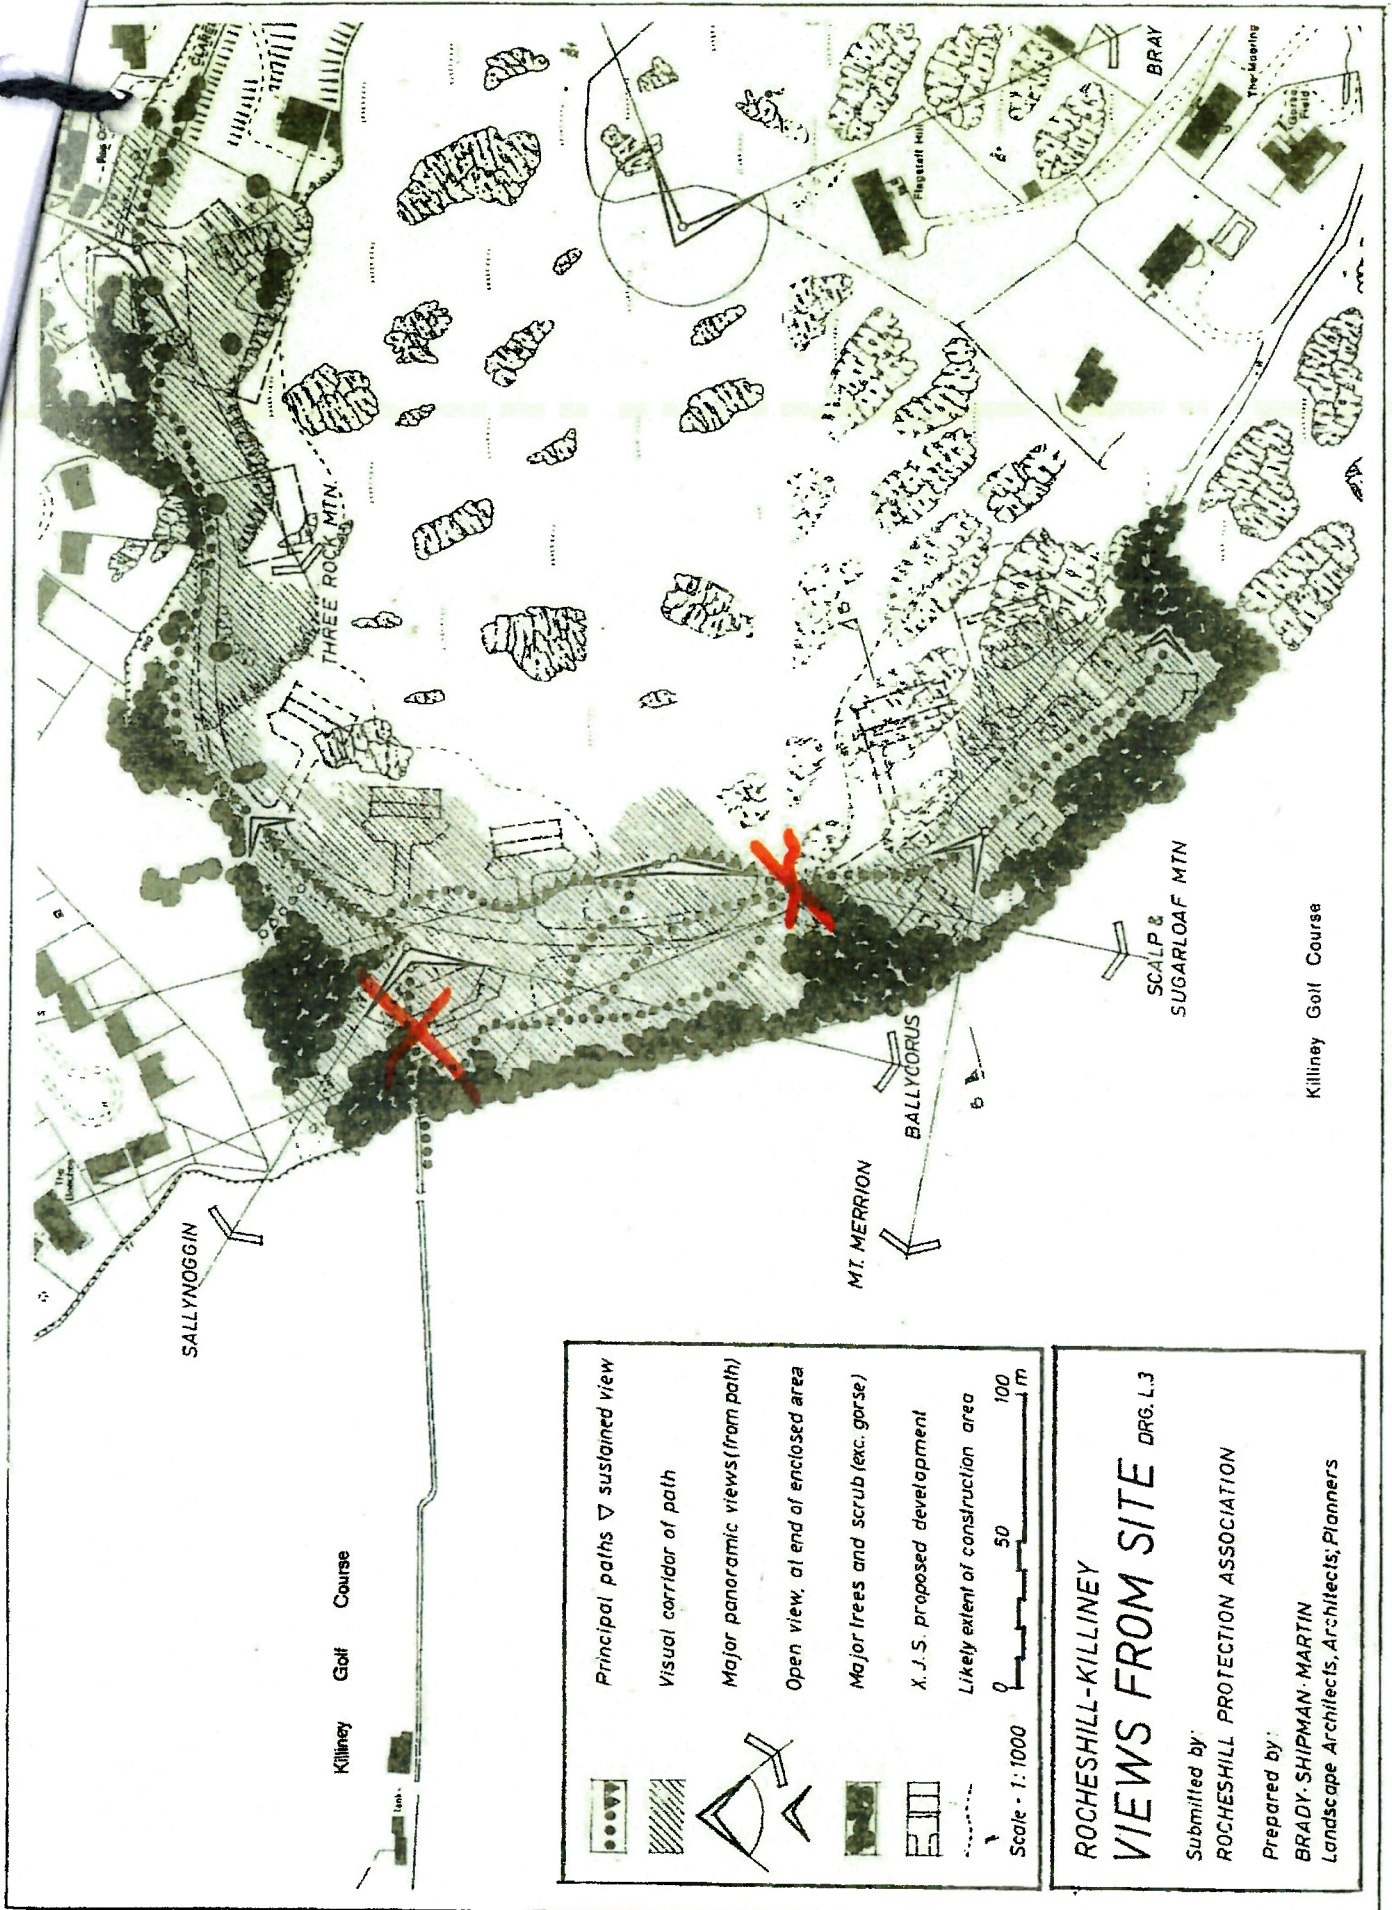 ROCHESHILL-KILLINEY
VIEWS FROM SITE DRG. L.3
Submitted by:
ROCHESHILL PROTECTION ASSOCIATION
Prepared by:
BRADY·SHIPMAN·MARTIN
Landscape Architects, Architects, Planners
Principal paths ▽ sustained view
Visual corridor of path
Major panoramic views (from path)
Open view, at end of enclosed area
Major trees and scrub (exc. gorse)
X.J.S. proposed development
Likely extent of construction area
Scale - 1:1000
0 50 100
m
Killiney Golf Course
Tank
SALLYNOGGIN
THREE ROCK MTN.
MT. MERRION
BALLYCORUS
SCALP &
SUGARLOAF MTN
Killiney Golf Course
BRAY
Flagstaff Hill
The Mooring
Field
A
B
B